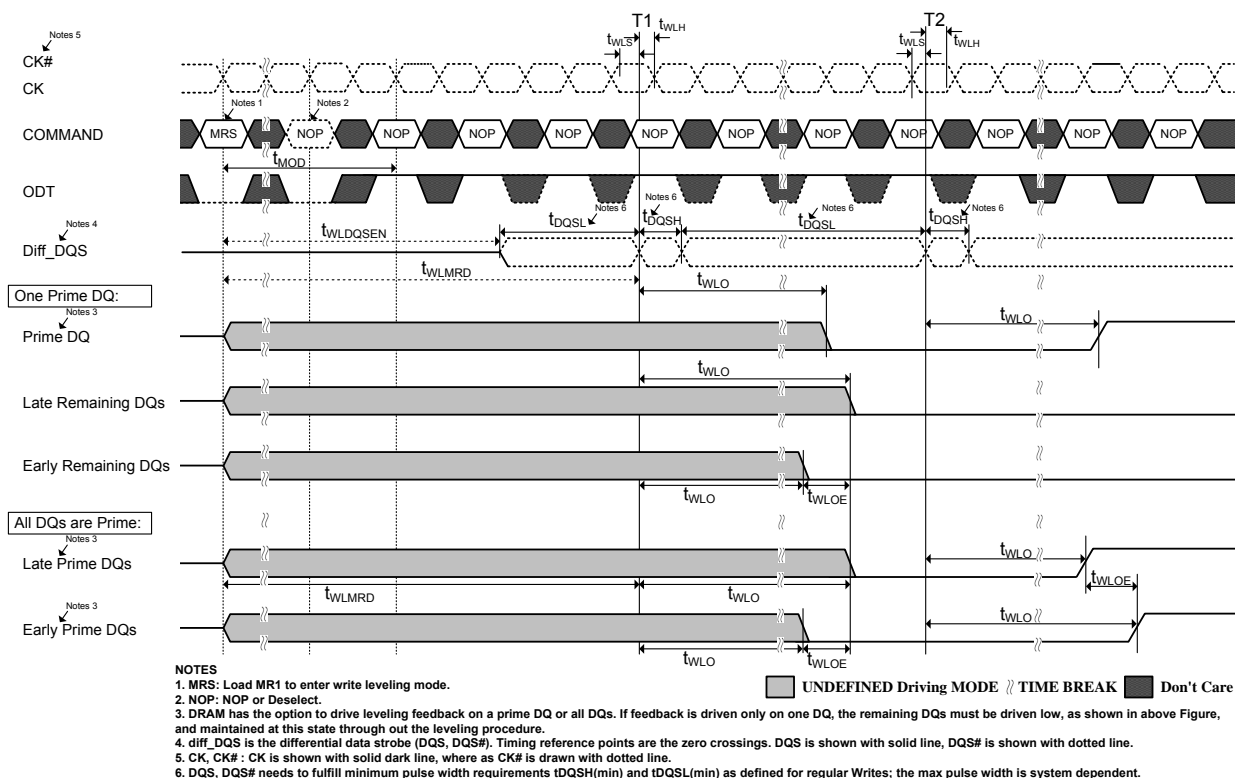 T1 T2
tWLS tWLH tWLS tWLH
Notes 5
CK#
CK
Notes 1 Notes 2
COMMAND MRS NOP NOP NOP NOP NOP NOP NOP NOP NOP NOP NOP
tMOD
ODT
Notes 6 Notes 6 Notes 6 Notes 6
tDQSL tDQSH tDQSL tDQSH
Notes 4
tWLDQSEN
Diff_DQS
tWLMRD
tWLO
One Prime DQ:
Notes 3
tWLO
Prime DQ
tWLO
Late Remaining DQs
Early Remaining DQs
tWLO tWLOE
All DQs are Prime:
Notes 3
tWLO
Late Prime DQs
tWLMRD tWLO
tWLOE
Notes 3
tWLO
Early Prime DQs
tWLO tWLOE
NOTES
1. MRS: Load MR1 to enter write leveling mode.
UNDEFINED Driving MODE TIME BREAK Don't Care
2. NOP: NOP or Deselect.
3. DRAM has the option to drive leveling feedback on a prime DQ or all DQs. If feedback is driven only on one DQ, the remaining DQs must be driven low, as shown in above Figure,
and maintained at this state through out the leveling procedure.
4. diff_DQS is the differential data strobe (DQS, DQS#). Timing reference points are the zero crossings. DQS is shown with solid line, DQS# is shown with dotted line.
5. CK, CK# : CK is shown with solid dark line, where as CK# is drawn with dotted line.
6. DQS, DQS# needs to fulfill minimum pulse width requirements tDQSH(min) and tDQSL(min) as defined for regular Writes; the max pulse width is system dependent.